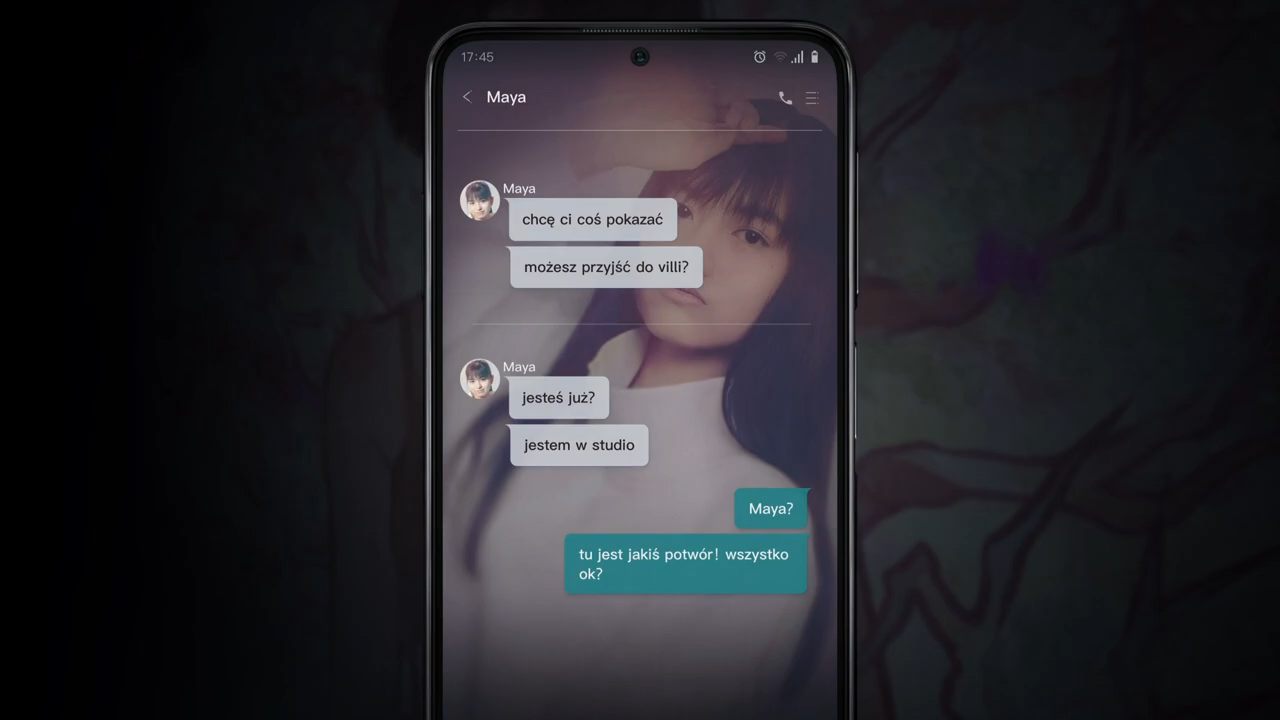 17:45
Maya
Maya
chcę ci coś pokazać
możesz przyjść do villi?
Maya
jesteś już?
jestem w studio
Maya?
tu jest jakiś potwór! wszystko
ok?